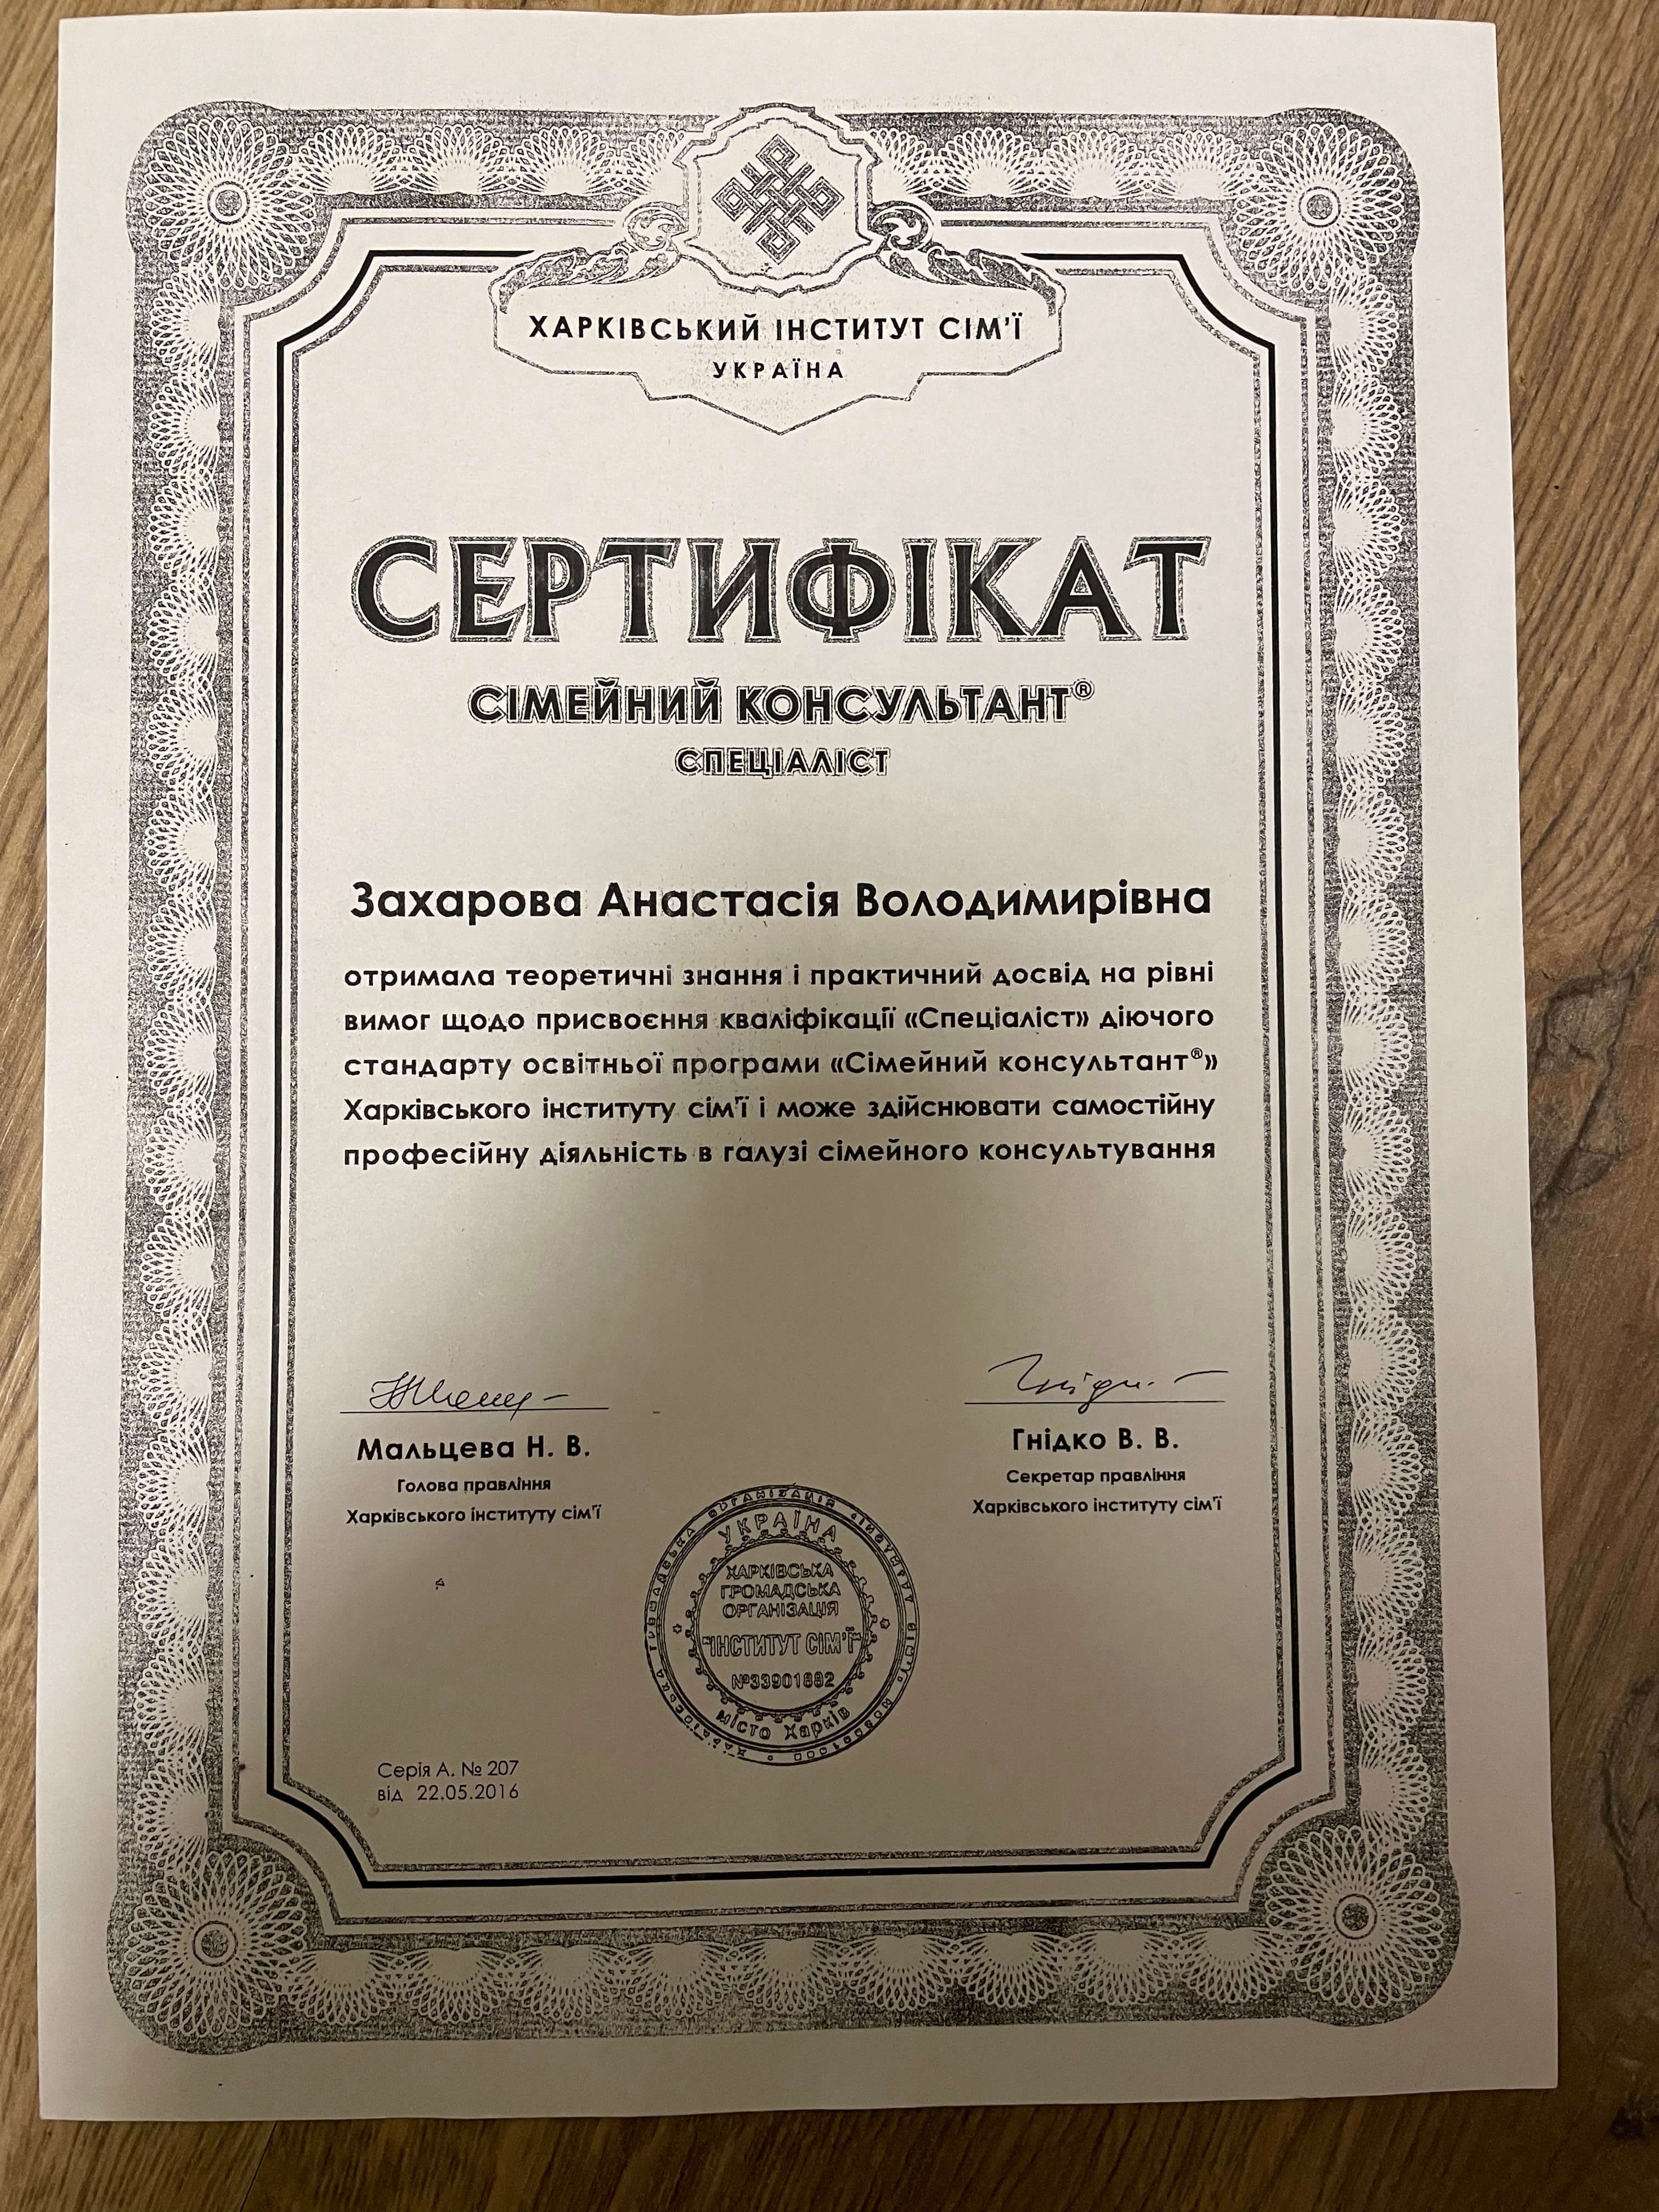 ХАРКІВСЬКИЙ ІНСТИТУТ СІМ'Ї
УКРАЇНА
СЕРТИФІКАТ
СІМЕЙНИЙ КОНСУЛЬТАНТ®
СПЕЦІАЛІСТ
Захарова Анастасія Володимирівна
отримала теоретичні знання і практичний досвід на рівні
вимог щодо присвоєння кваліфікації «Спеціаліст» діючого
стандарту освітньої програми «Сімейний консультант®»
Харківського інституту сім'ї і може здійснювати самостійну
професійну діяльність в галузі сімейного консультування
Мальцева Н. В.
Голова правління
Харківського інституту сім'ї
Гнідко В. В.
Секретар правління
Харківського інституту сім'ї
УКРАЇНА
ХАРКІВСЬКА
ГРОМАДСЬКА
ОРГАНІЗАЦІЯ
"ІНСТИТУТ СІМ'Ї"
№33901682
місто Харків
Серія А. № 207
від 22.05.2016